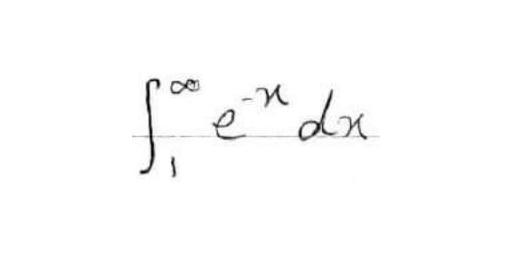 ∫₁^∞ e^{-x} dx